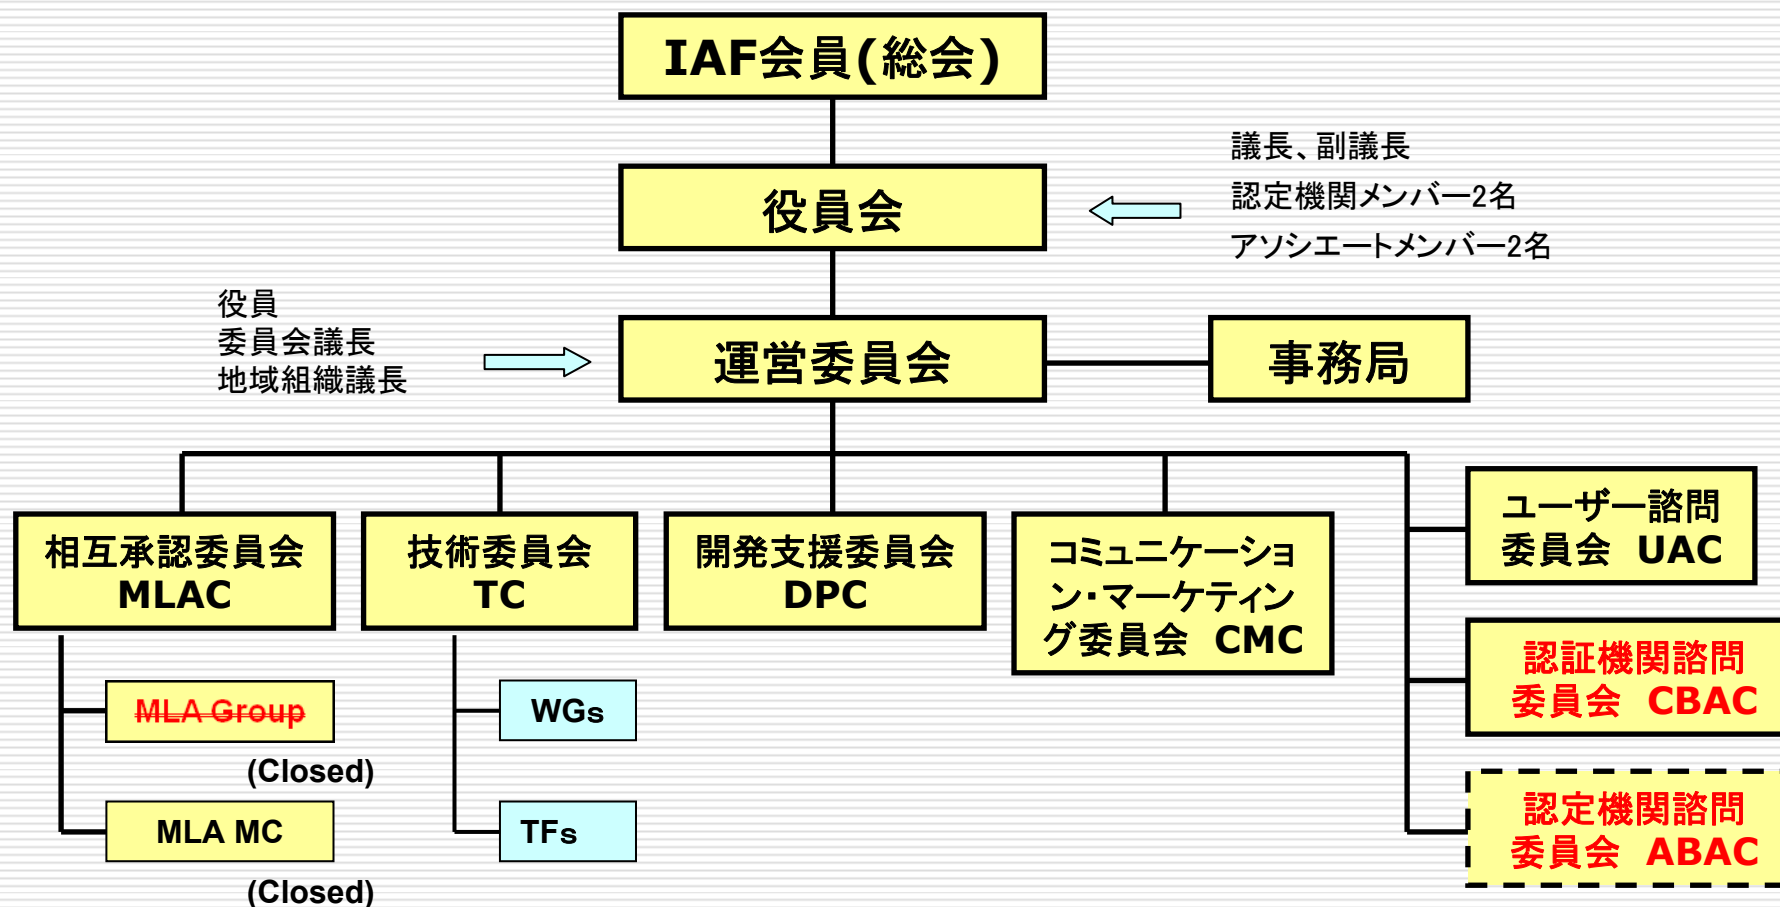 IAF会員(総会)
役員会
議長、副議長
認定機関メンバー2名
アソシエートメンバー2名
役員
委員会議長
地域組織議長
運営委員会
事務局
相互承認委員会
MLAC
技術委員会
TC
開発支援委員会
DPC
コミュニケーショ
ン・マーケティン
グ委員会 CMC
ユーザー諮問
委員会 UAC
認証機関諮問
委員会 CBAC
認定機関諮問
委員会 ABAC
MLA Group
(Closed)
MLA MC
(Closed)
WGs
TFs